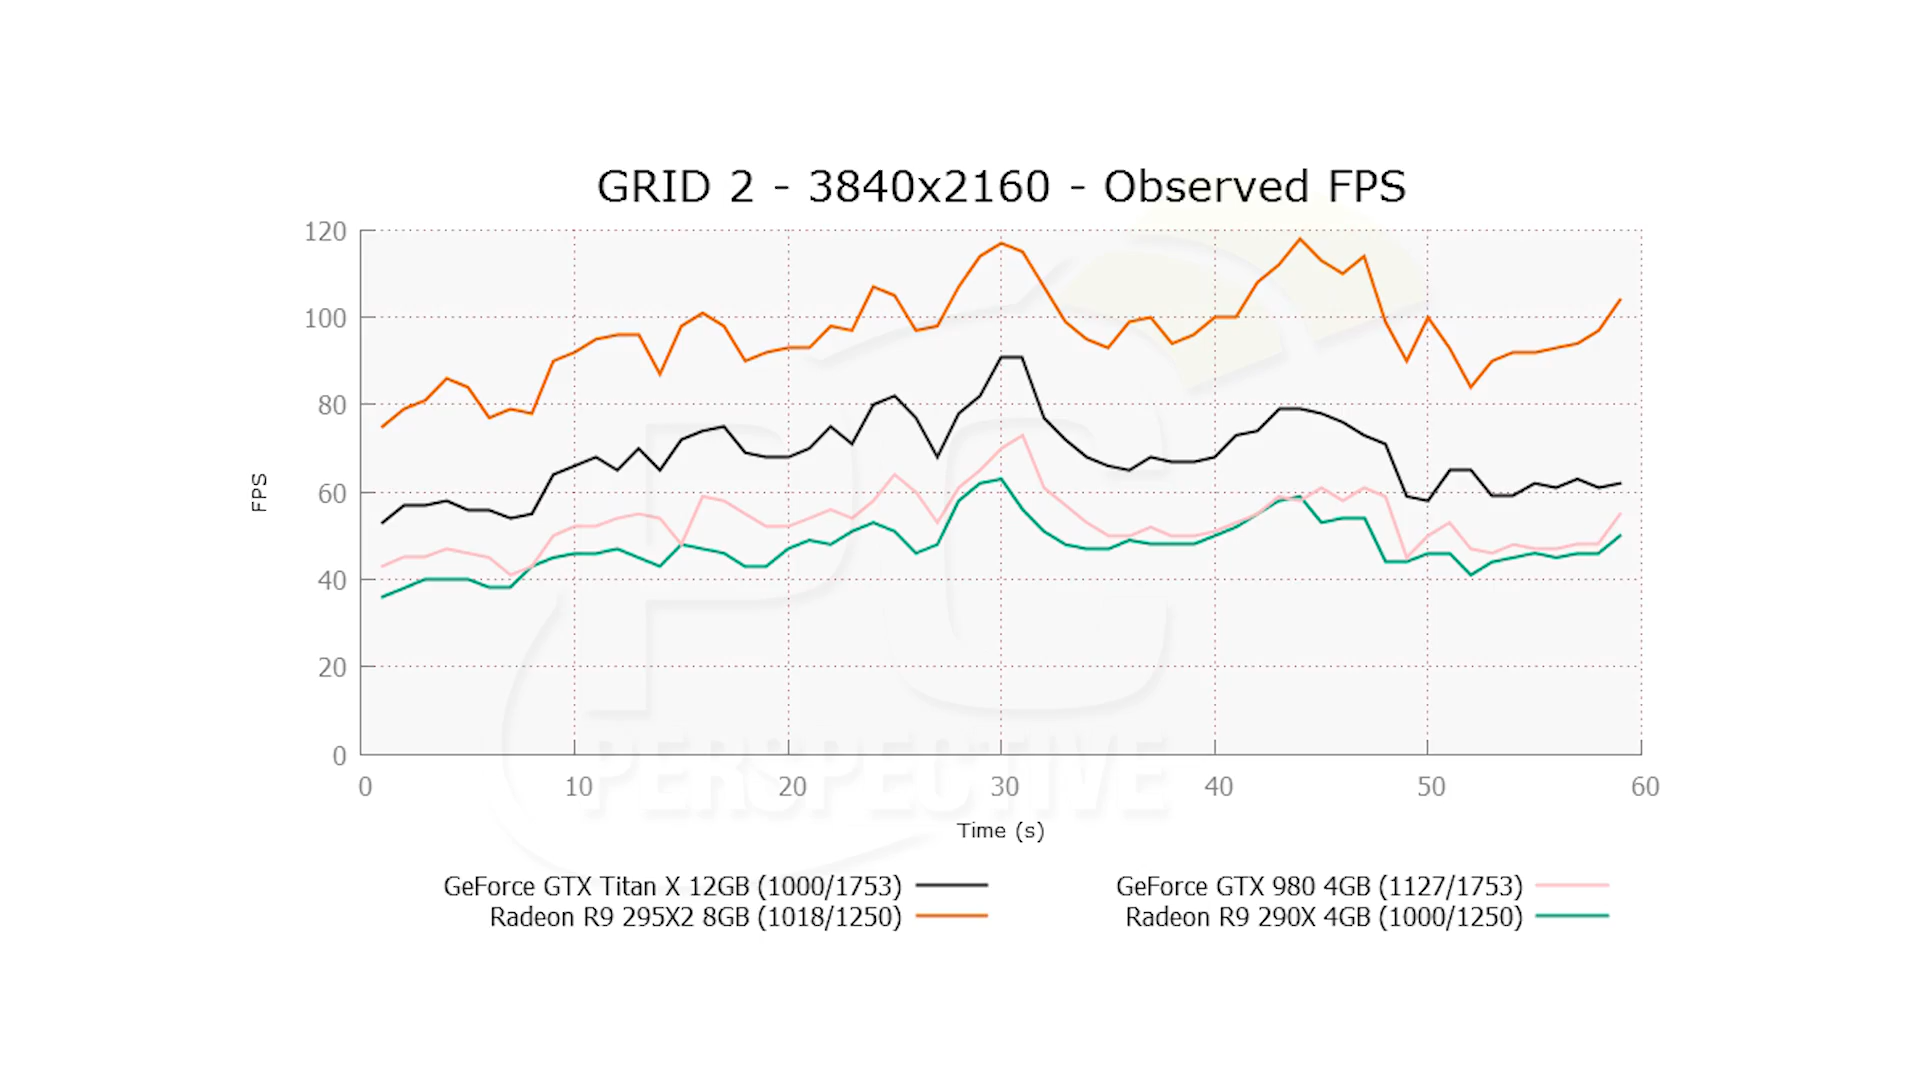 GRID 2 - 3840x2160 - Observed FPS
120
100
80
60
40
20
0
FPS
0 10 20 30 40 50 60
Time (s)
PC
PERSPECTIVE
GeForce GTX Titan X 12GB (1000/1753)
GeForce GTX 980 4GB (1127/1753)
Radeon R9 295X2 8GB (1018/1250)
Radeon R9 290X 4GB (1000/1250)